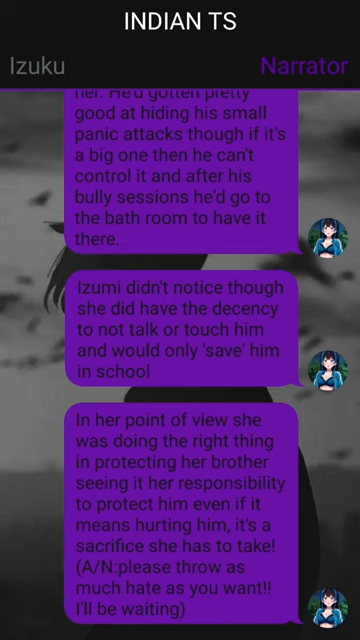 INDIAN TS
Izuku
Narrator
her. He'd gotten pretty
good at hiding his small
panic attacks though if it's
a big one then he can't
control it and after his
bully sessions he'd go to
the bath room to have it
there.
Izumi didn't notice though
she did have the decency
to not talk or touch him
and would only 'save' him
in school
In her point of view she
was doing the right thing
in protecting her brother
seeing it her responsibility
to protect him even if it
means hurting him, it's a
sacrifice she has to take!
(A/N:please throw as
much hate as you want!!
I'll be waiting)